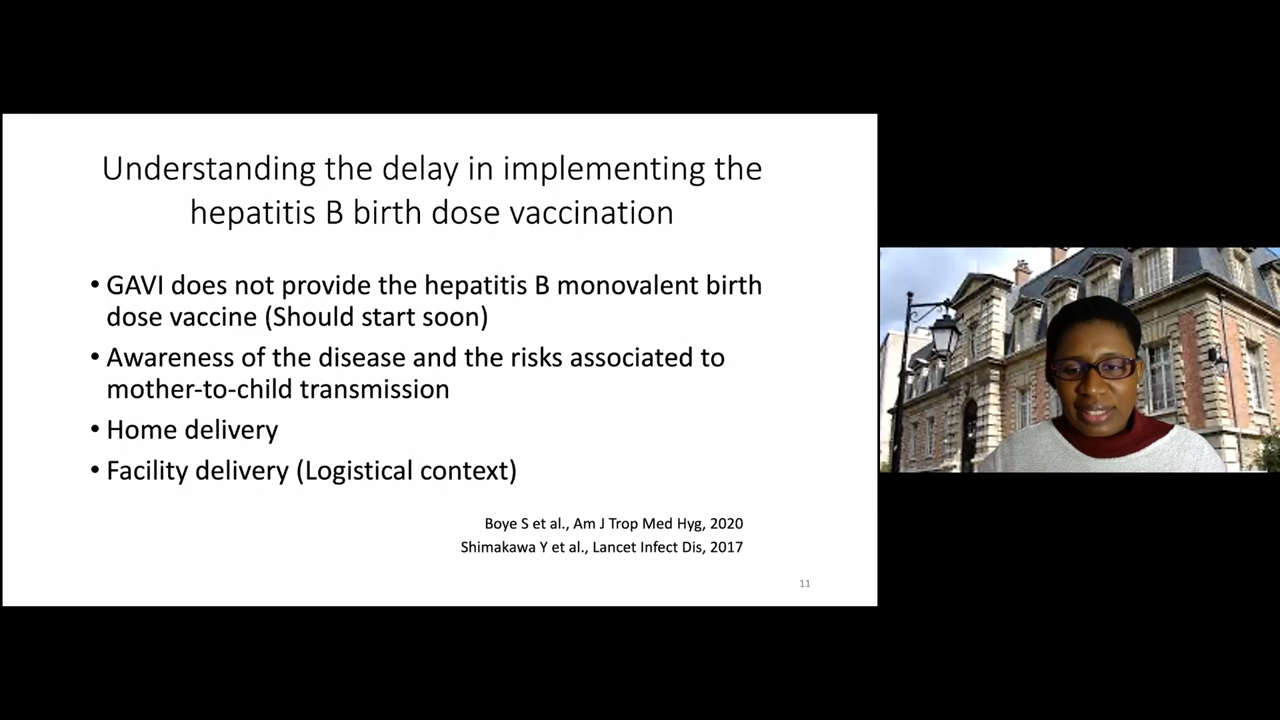 Understanding the delay in implementing the
hepatitis B birth dose vaccination
• GAVI does not provide the hepatitis B monovalent birth
dose vaccine (Should start soon)
• Awareness of the disease and the risks associated to
mother-to-child transmission
• Home delivery
• Facility delivery (Logistical context)
Boye S et al., Am J Trop Med Hyg, 2020
Shimakawa Y et al., Lancet Infect Dis, 2017
11